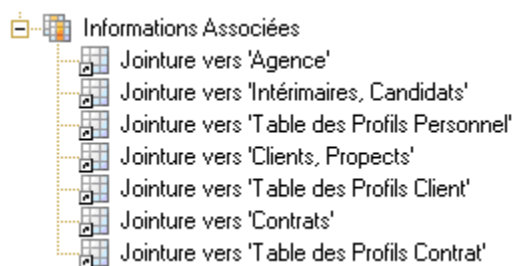 Informations Associées
Jointure vers 'Agence'
Jointure vers 'Intérimaires, Candidats'
Jointure vers 'Table des Profils Personnel'
Jointure vers 'Clients, Propects'
Jointure vers 'Table des Profils Client'
Jointure vers 'Contrats'
Jointure vers 'Table des Profils Contrat'